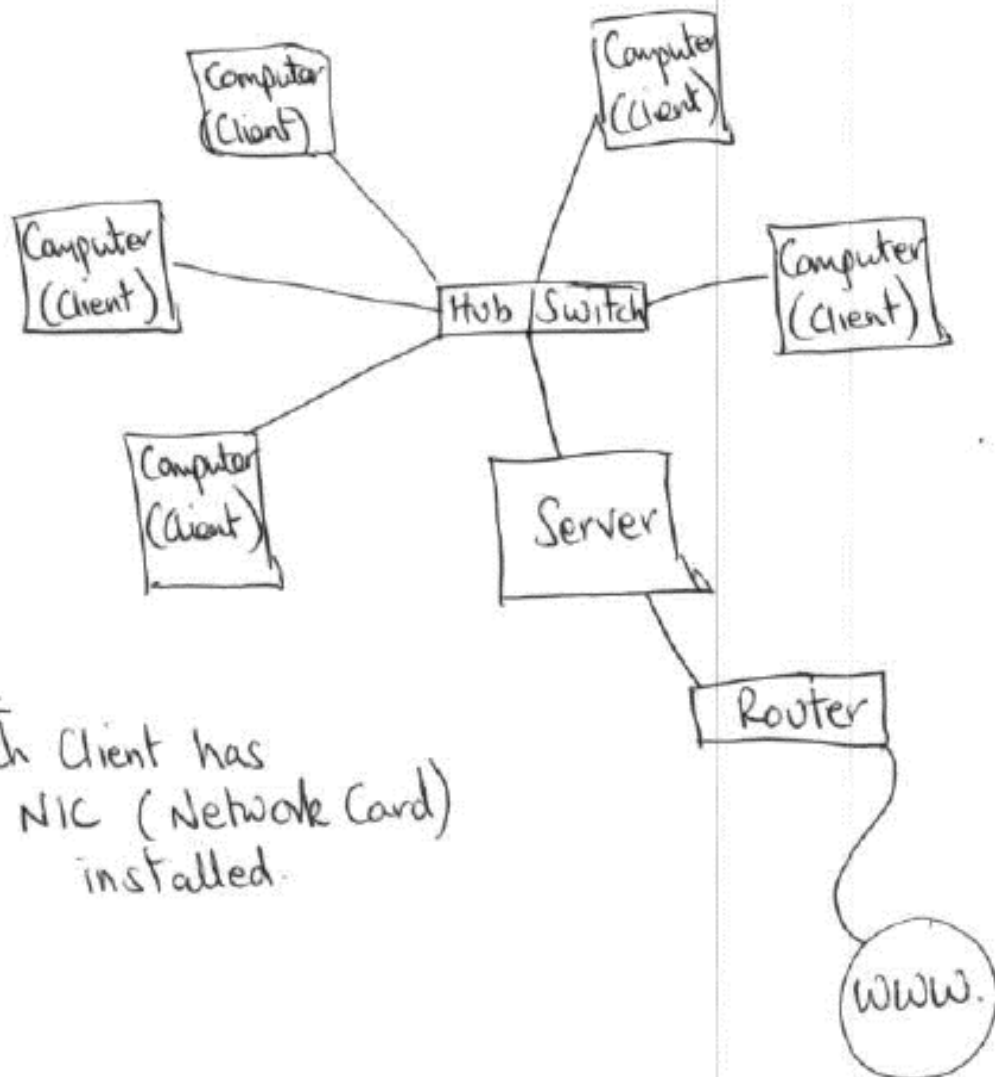 Computer
(Client)
Computer
(Client)
Computer
(Client)
Computer
(Client)
Hub Switch
Computer
(Client)
Server
Router
Client has
NIC (Network Card)
installed.
WWW.